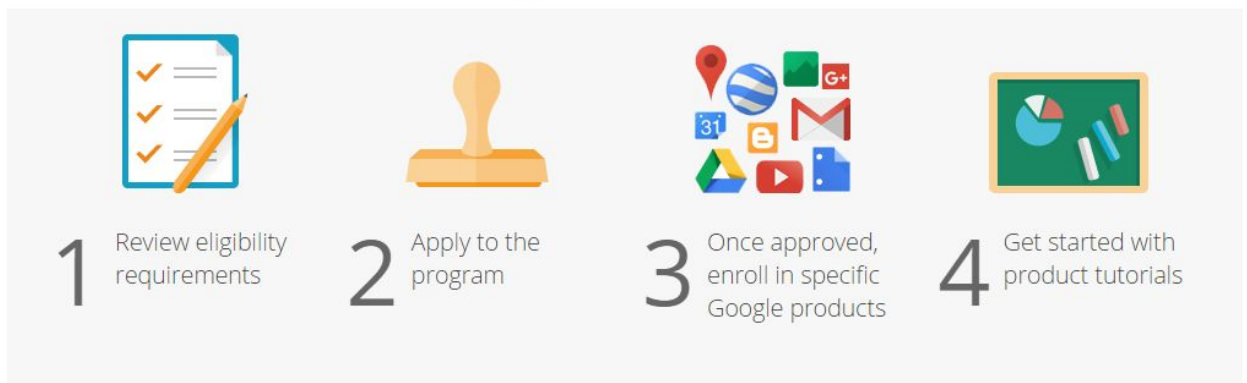 G+
31
1
Review eligibility
requirements
2
Apply to the
program
3
Once approved,
enroll in specific
Google products
4
Get started with
product tutorials